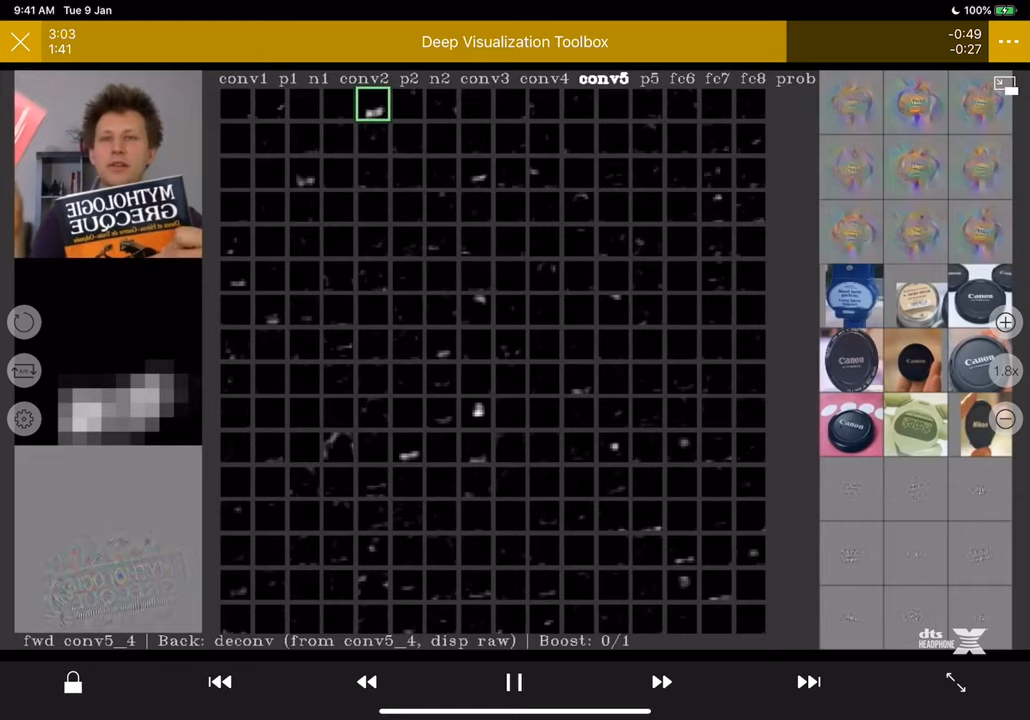 9:41 AM Tue 9 Jan
100%
3:03
1:41
Deep Visualization Toolbox
-0:49
-0:27
conv1 p1 n1 conv2 p2 n2 conv3 conv4 conv5 p5 fc6 fc7 fc8 prob
MYTHOLOGIE
GRECQUE
Canon
Canon
Canon
Canon
Canon
Nikon
1.8x
fwd conv5_4 | Back: deconv (from conv5_4, disp raw) | Boost: 0/1
dts
HEADPHONE X